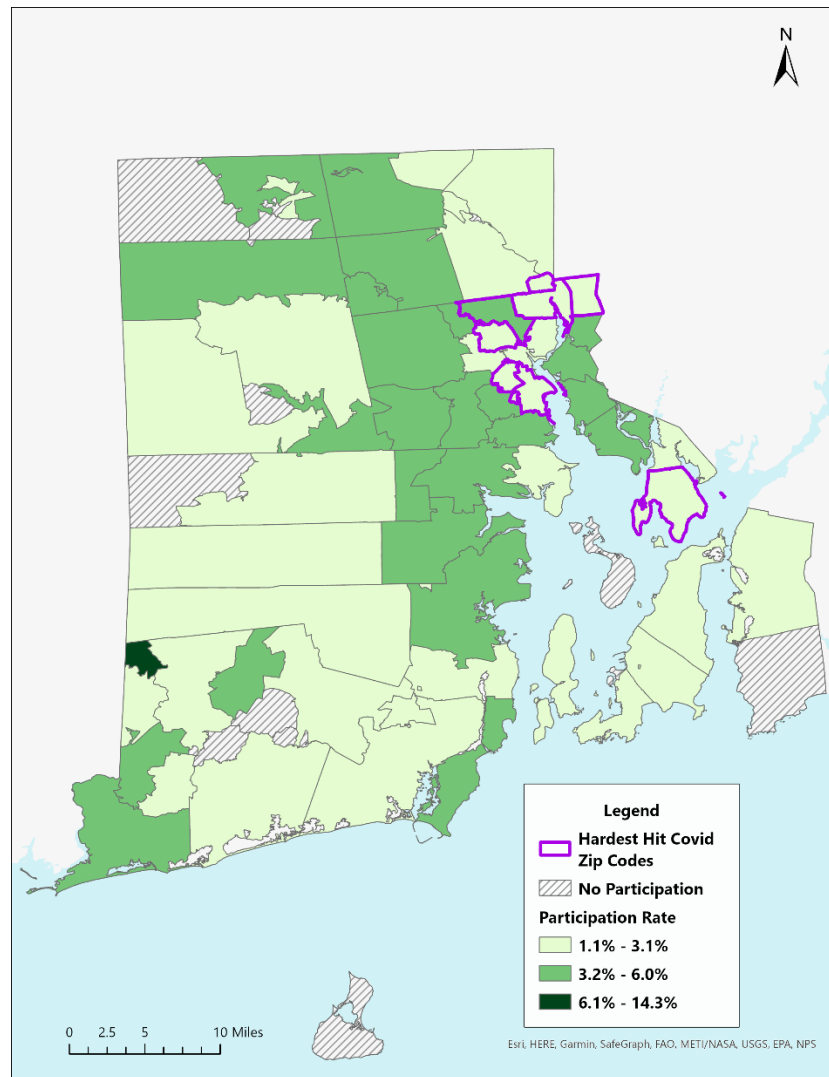 N
Legend
Hardest Hit Covid
Zip Codes
No Participation
Participation Rate
1.1% - 3.1%
3.2% - 6.0%
6.1% - 14.3%
0 2.5 5 10 Miles
Esri, HERE, Garmin, SafeGraph, FAO, METI/NASA, USGS, EPA, NPS